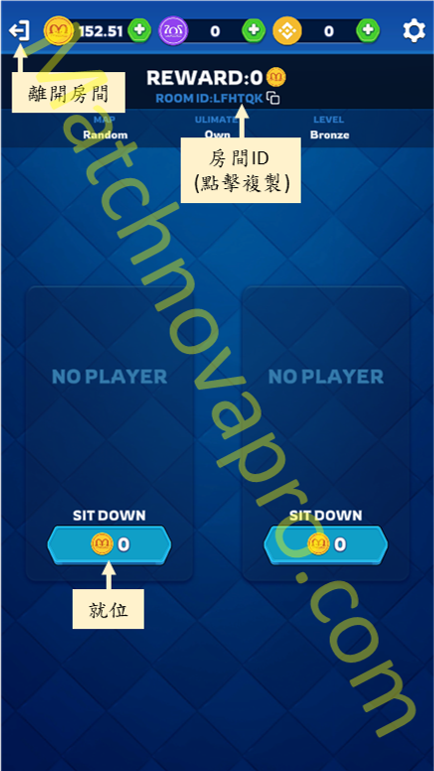 152.51
0
0
離開房間
REWARD:0
ROOM ID:LFHTQK
MAP
ULIMATE
LEVEL
Random
Own
Bronze
房間ID
(點擊複製)
NO PLAYER
NO PLAYER
SIT DOWN
SIT DOWN
0
0
就位
Watchnovapro.com